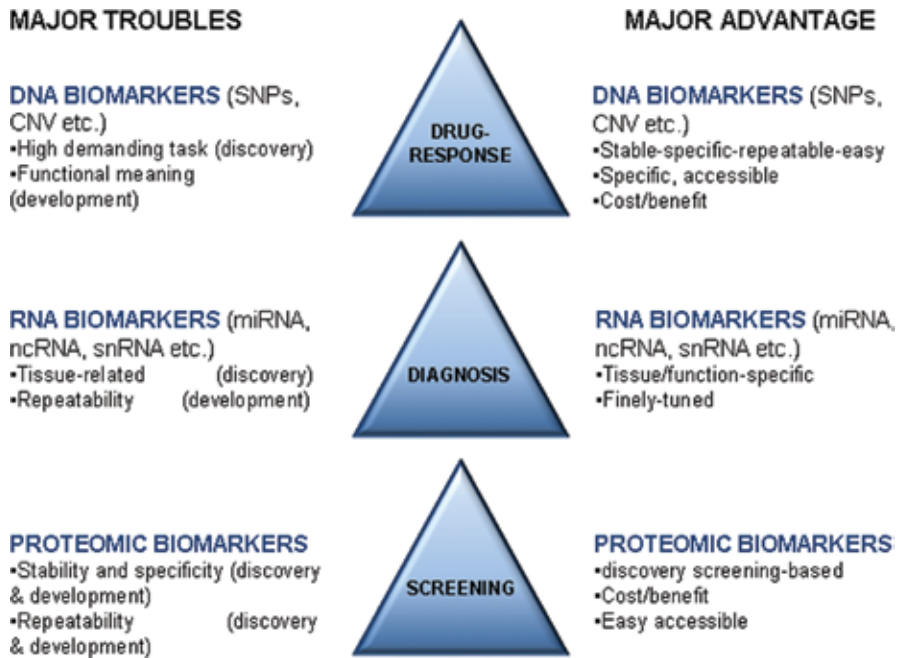 MAJOR TROUBLES
MAJOR ADVANTAGE
DNA BIOMARKERS (SNPs,
CNV etc.)
•High demanding task (discovery)
•Functional meaning
(development)
DRUG-
RESPONSE
DNA BIOMARKERS (SNPs,
CNV etc.)
•Stable-specific-repeatable-easy
•Specific, accessible
•Cost/benefit
RNA BIOMARKERS (miRNA,
ncRNA, snRNA etc.)
•Tissue-related (discovery)
•Repeatability (development)
DIAGNOSIS
RNA BIOMARKERS (miRNA,
ncRNA, snRNA etc.)
•Tissue/function-specific
•Finely-tuned
PROTEOMIC BIOMARKERS
•Stability and specificity (discovery
& development)
•Repeatability (discovery
& development)
SCREENING
PROTEOMIC BIOMARKERS
•discovery screening-based
•Cost/benefit
•Easy accessible